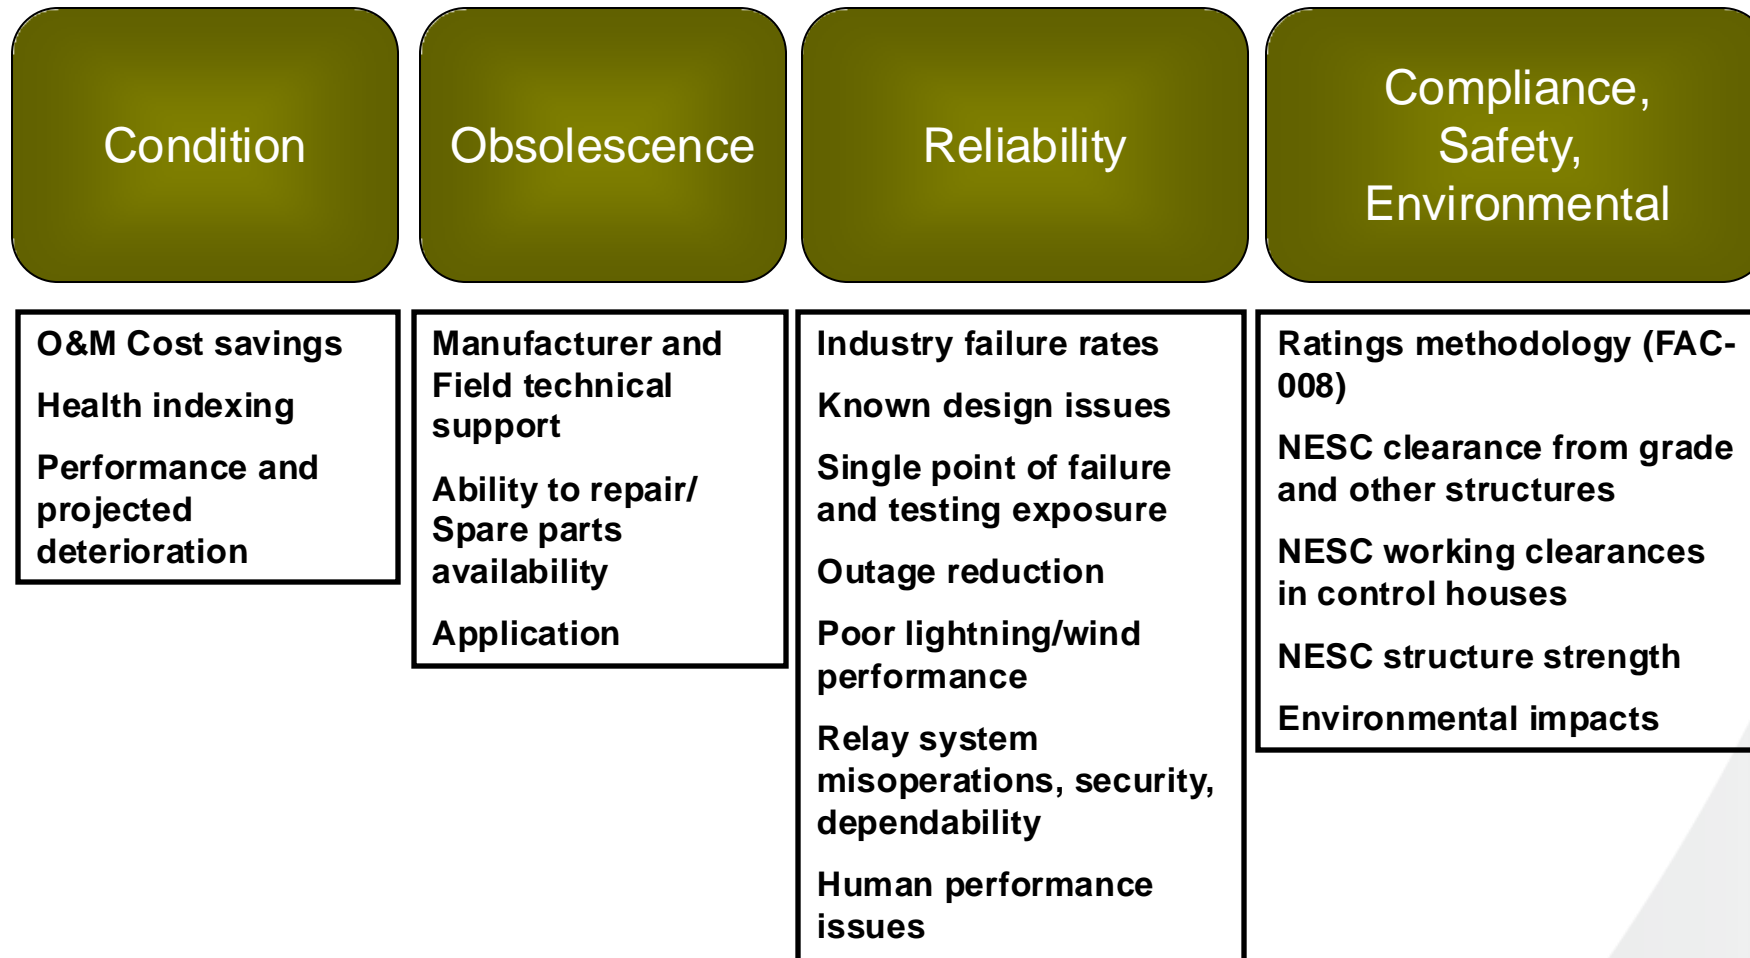 Condition
O&M Cost savings
Health indexing
Performance and
projected
deterioration
Obsolescence
Manufacturer and
Field technical
support
Ability to repair/
Spare parts
availability
Application
Reliability
Industry failure rates
Known design issues
Single point of failure
and testing exposure
Outage reduction
Poor lightning/wind
performance
Relay system
misoperations, security,
dependability
Human performance
issues
Compliance,
Safety,
Environmental
Ratings methodology (FAC-
008)
NESC clearance from grade
and other structures
NESC working clearances
in control houses
NESC structure strength
Environmental impacts